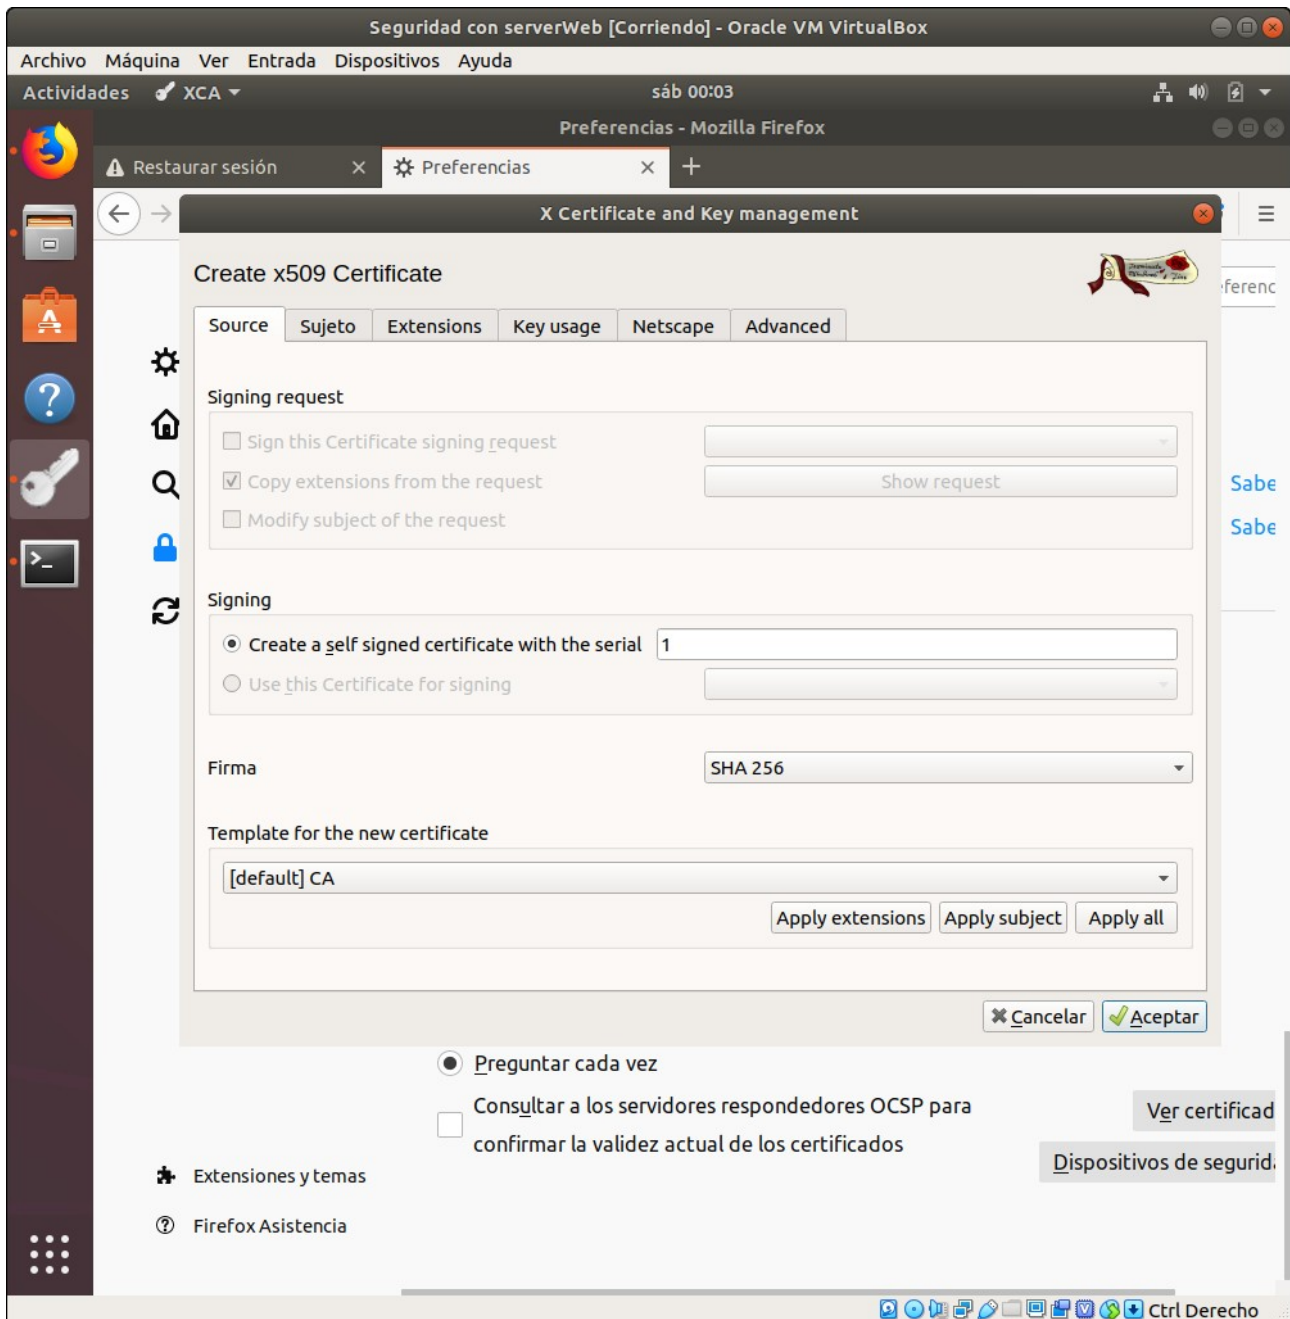 Seguridad con serverWeb [Corriendo] - Oracle VM VirtualBox
Archivo Máquina Ver Entrada Dispositivos Ayuda
Actividades XCA sáb 00:03
Preferencias - Mozilla Firefox
Restaurar sesión Preferencias
X Certificate and Key management
Create x509 Certificate
ferenc
Source Sujeto Extensions Key usage Netscape Advanced
Signing request
Sign this Certificate signing request
Copy extensions from the request Show request
Sabe
Modify subject of the request
Sabe
Signing
Create a self signed certificate with the serial 1
Use this Certificate for signing
Firma SHA 256
Template for the new certificate
[default] CA
Apply extensions Apply subject Apply all
Cancelar Aceptar
Preguntar cada vez
Consultar a los servidores respondedores OCSP para
confirmar la validez actual de los certificados
Ver certificad
Dispositivos de segurid
Extensiones y temas
Firefox Asistencia
Ctrl Derecho